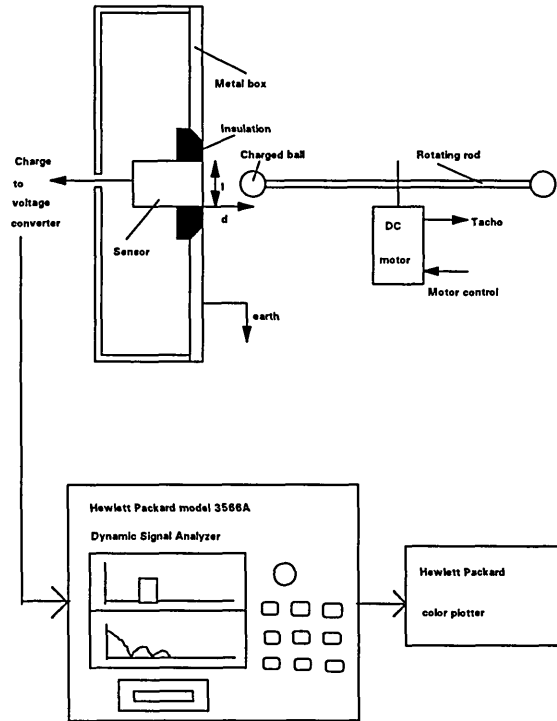 Metal box
Insulation
Charged ball
Rotating rod
Charge
to
voltage
converter
l
d
Sensor
DC
motor
Tacho
Motor control
earth
Hewlett Packard model 3566A
Dynamic Signal Analyzer
Hewlett Packard
color plotter